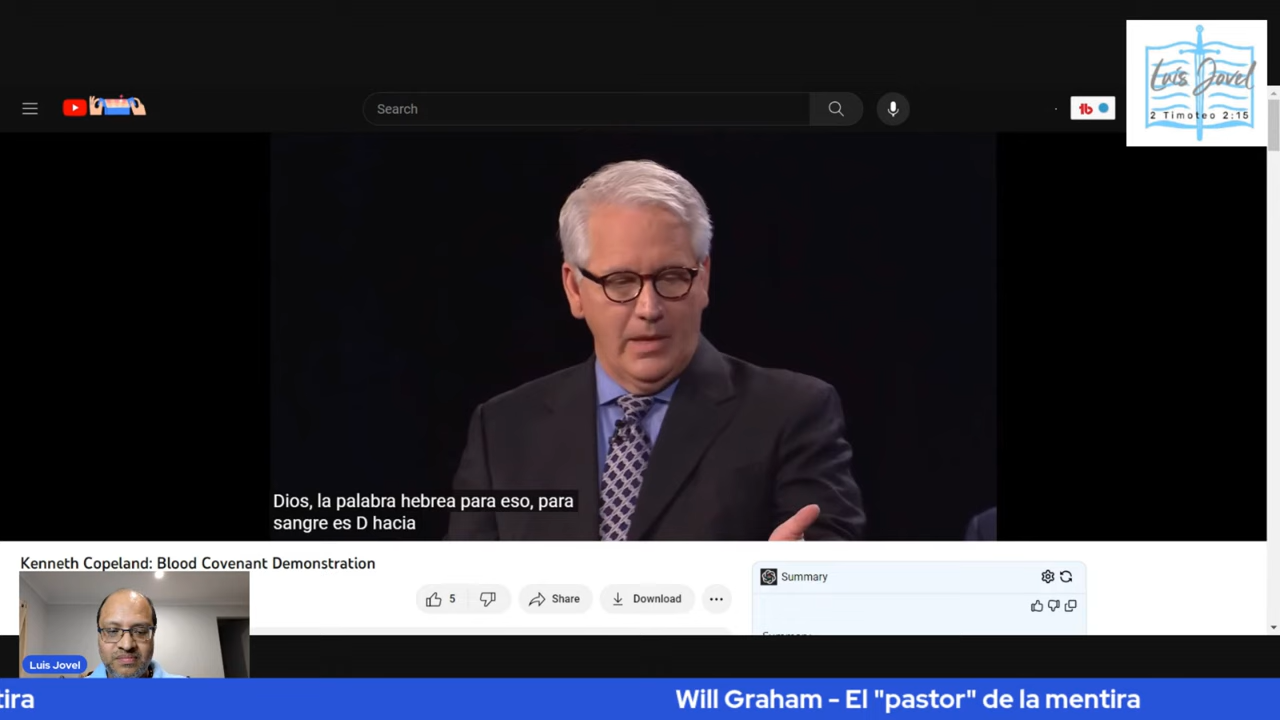 Luis Jovel
2 Timoteo 2:15
Search
Dios, la palabra hebrea para eso, para
sangre es D hacia
Kenneth Copeland: Blood Covenant Demonstration
5
Share
Download
Summary
Luis Jovel
tira
Will Graham - El "pastor" de la mentira